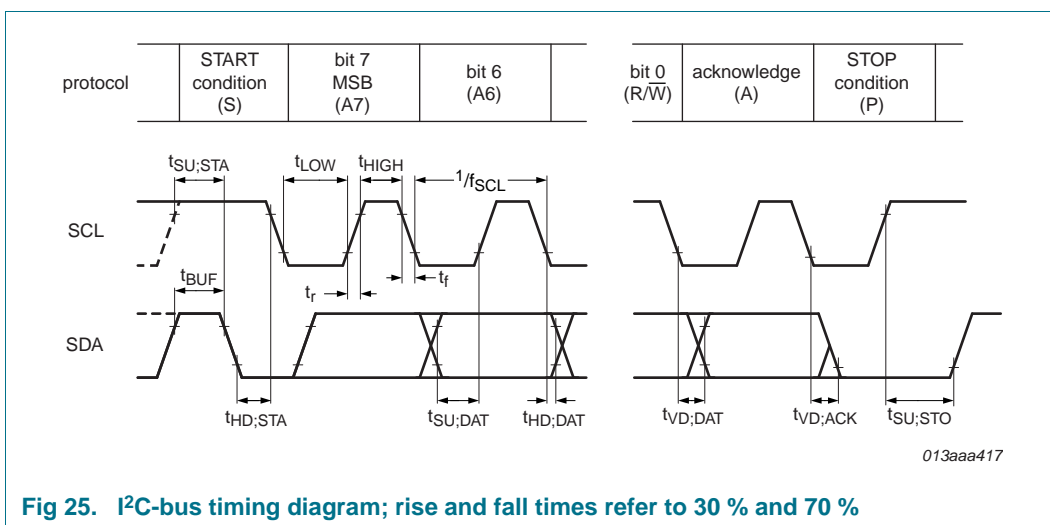 protocol
START
condition
(S)
bit 7
MSB
(A7)
bit 6
(A6)
bit 0
(R/W̅)
acknowledge
(A)
STOP
condition
(P)
tSU;STA
tLOW
tHIGH
1/fSCL
SCL
tBUF
tr
tf
SDA
tHD;STA
tSU;DAT
tHD;DAT
tVD;DAT
tVD;ACK
tSU;STO
013aaa417
Fig 25. I²C-bus timing diagram; rise and fall times refer to 30 % and 70 %